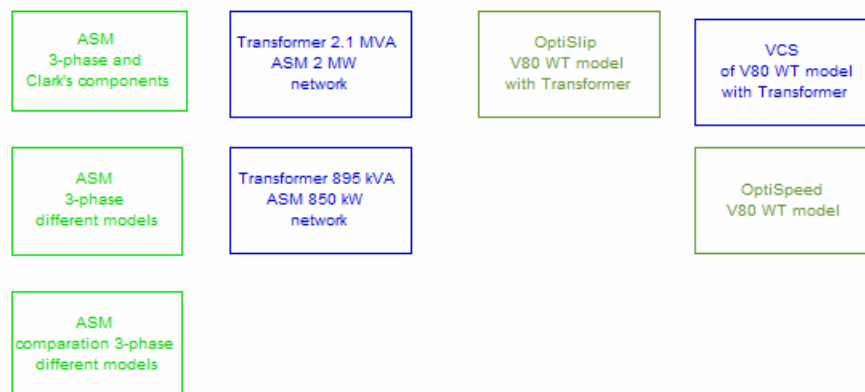 ASM
3-phase and
Clark's components
Transformer 2.1 MVA
ASM 2 MW
network
OptiSlip
V80 WT model
with Transformer
VCS
of V80 WT model
with Transformer
ASM
3-phase
different models
Transformer 895 kVA
ASM 850 kW
network
OptiSpeed
V80 WT model
ASM
comparation 3-phase
different models